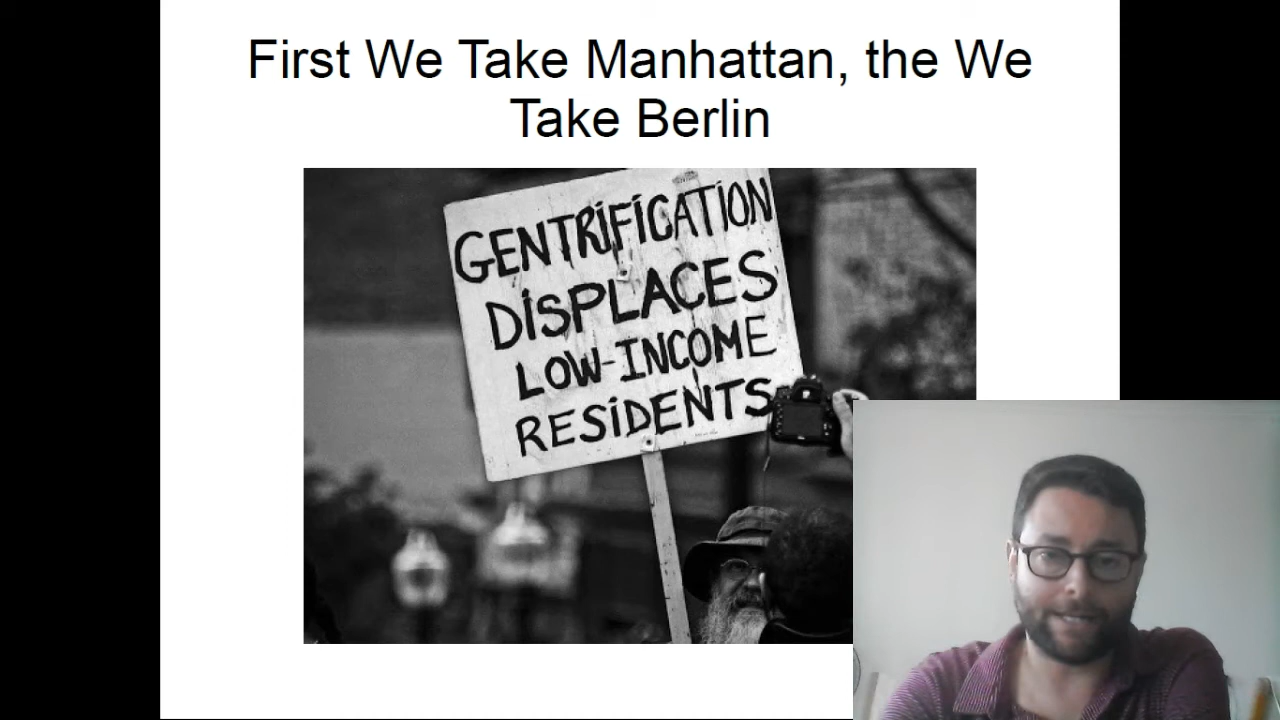 First We Take Manhattan, the We
Take Berlin
GENTRIFICATION
DISPLACES
LOW-INCOME
RESIDENTS